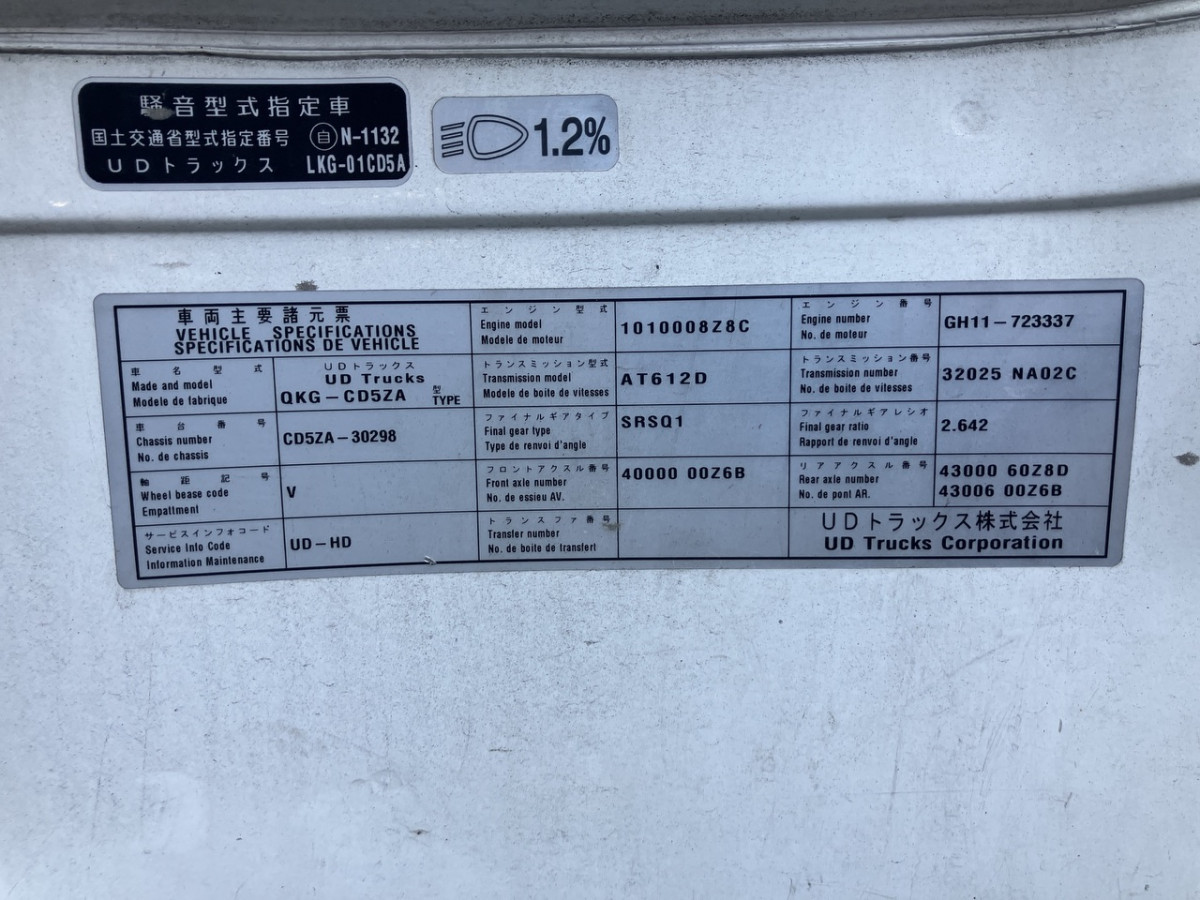 騒音型式指定車
国土交通省型式指定番号 自 N-1132
UDトラックス LKG-01CD5A
1.2%
車両主要諸元票
VEHICLE SPECIFICATIONS
SPECIFICATIONS DE VEHICLE
車名型式
Made and model
Modele de fabrique
UDトラックス
UD Trucks
QKG-CD5ZA 型 TYPE
車台番号
Chassis number
No. de chassis
CD5ZA-30298
軸距記号
Wheel bease code
Empattment
V
サービスインフォコード
Service Info Code
Information Maintenance
UD-HD
エンジン型式
Engine model
Modele de moteur
1010008Z8C
トランスミッション型式
Transmission model
Modele de boite de vitesses
AT612D
ファイナルギアタイプ
Final gear type
Type de renvoi d'angle
SRSQ1
フロントアクスル番号
Front axle number
No. de essieu AV.
40000 00Z6B
トランスファ番号
Transfer number
No. de boite de transfert
エンジン番号
Engine number
No. de moteur
GH11-723337
トランスミッション番号
Transmission number
No. de boite de vitesses
32025 NA02C
ファイナルギアレシオ
Final gear ratio
Rapport de renvoi d'angle
2.642
リアアクスル番号
Rear axle number
No. de pont AR.
43000 60Z8D
43006 00Z6B
UDトラックス株式会社
UD Trucks Corporation